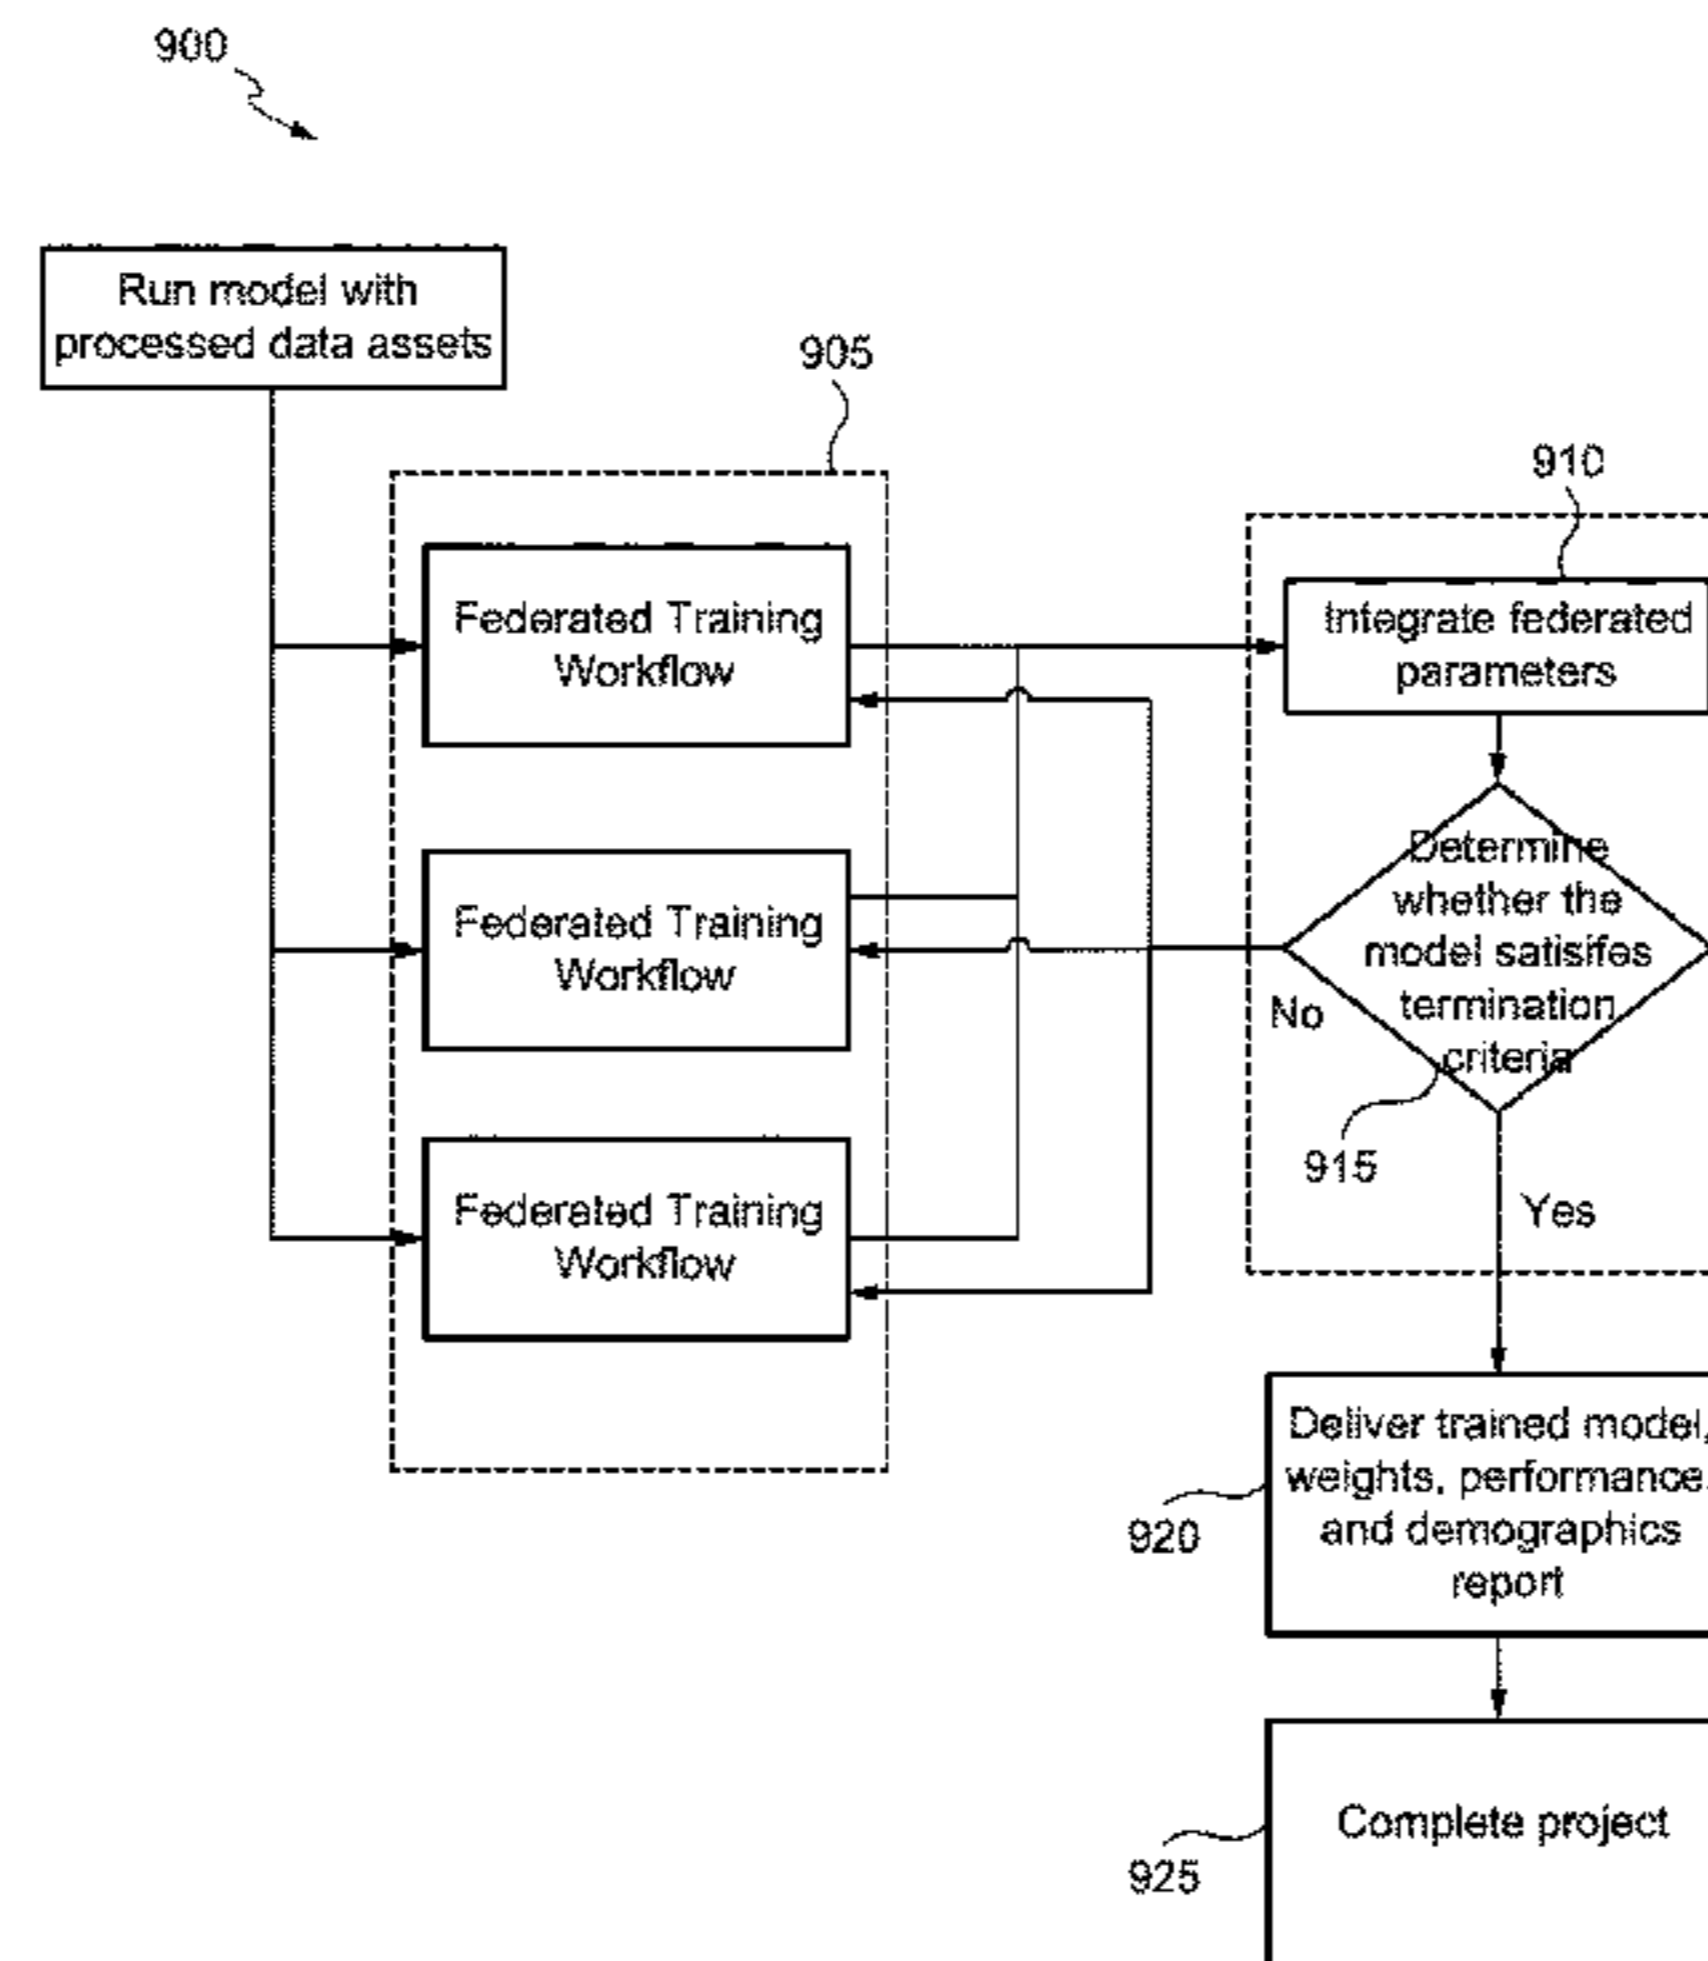 900
Run model with
processed data assets
905
910
Federated Training
Workflow
Integrate federated
parameters
Determine
whether the
model satisifes
termination
criteria
No
915
Yes
Federated Training
Workflow
Federated Training
Workflow
Deliver trained model,
weights, performance,
and demographics
report
920
Complete project
925